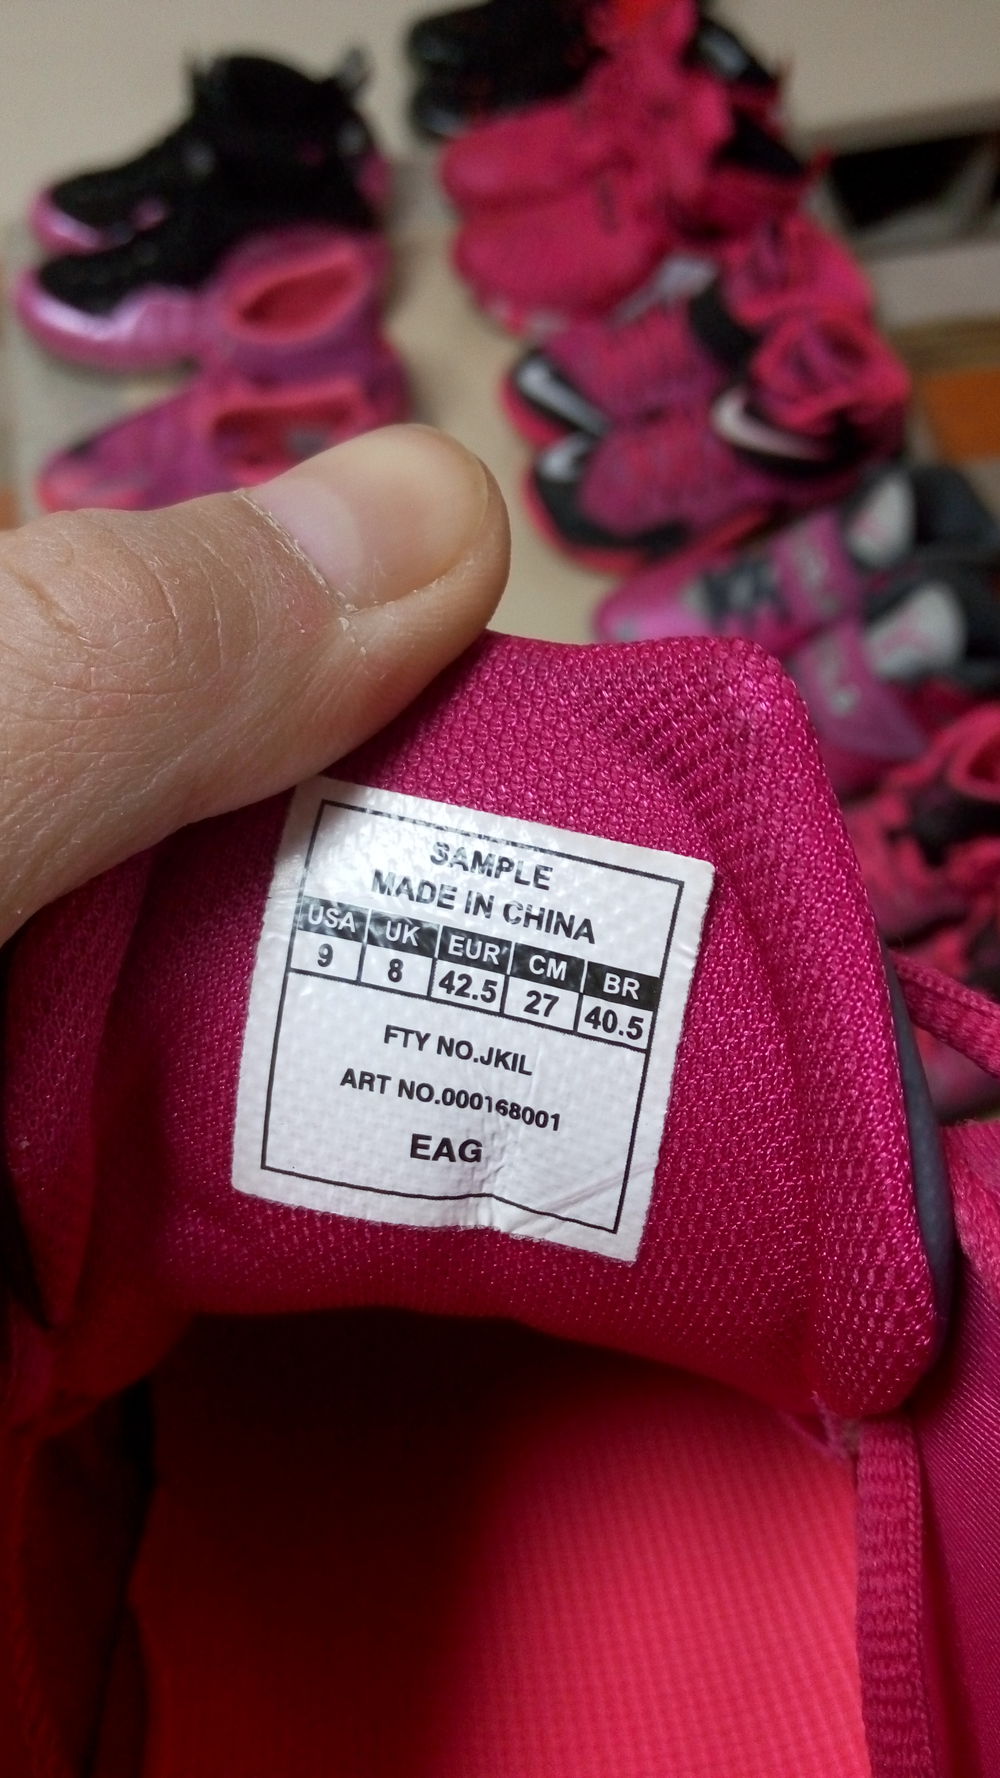 SAMPLE
MADE IN CHINA
USA UK EUR CM BR
9 8 42.5 27 40.5
FTY NO.JKIL
ART NO.000168001
EAG